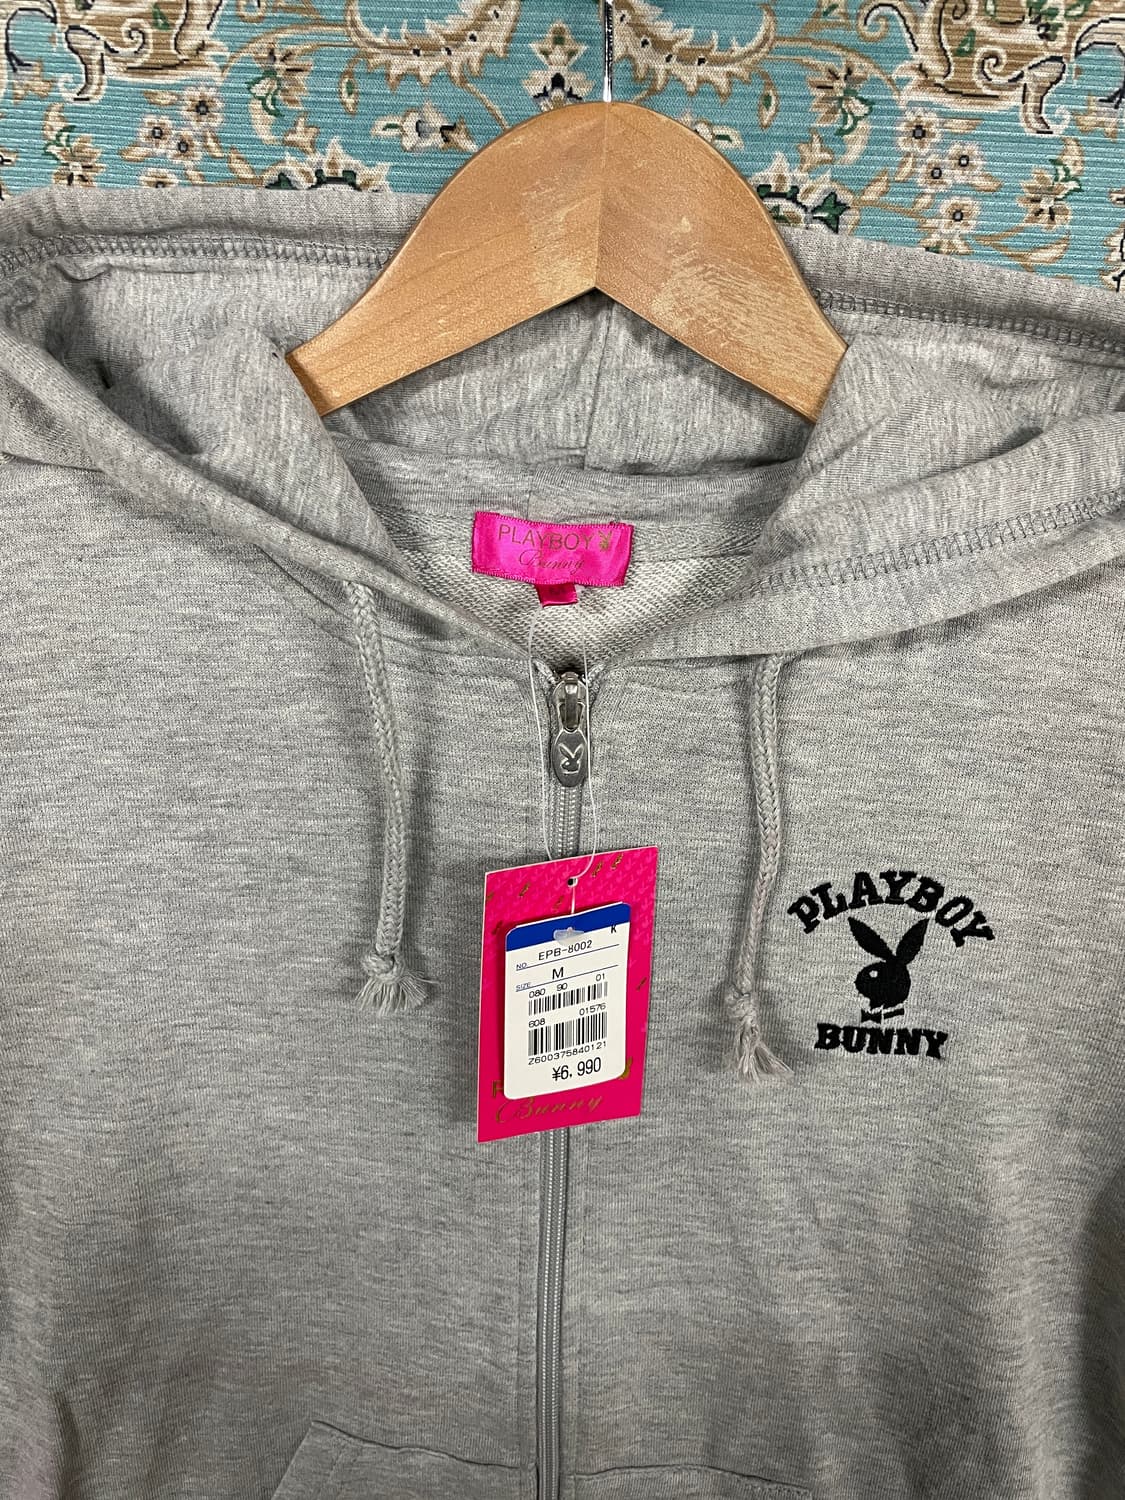 PLAYBOY
Bunny
M
PLAYBOY
BUNNY
K
NO. EPB-8002
SIZE M
080 90 01
608 01576
Z600375840121
¥6,990
Bunny